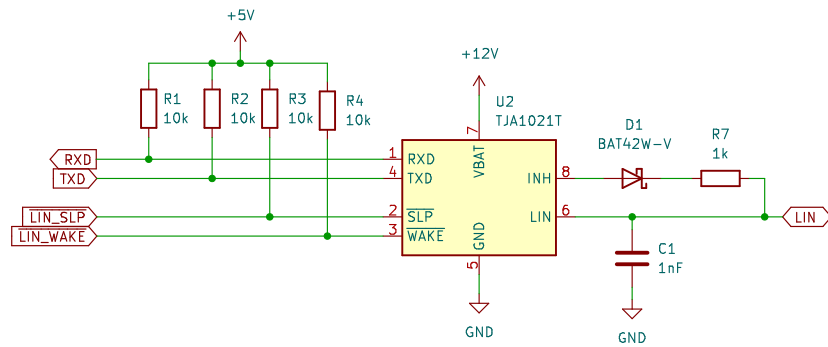 +5V
+12V
R1
10k
R2
10k
R3
10k
R4
10k
U2
TJA1021T
D1
BAT42W-V
R7
1k
7
VBAT
RXD
1
RXD
TXD
4
TXD
INH
8
LIN_SLP
2
SLP
LIN
6
LIN
LIN_WAKE
3
WAKE
GND
5
C1
1nF
GND
GND